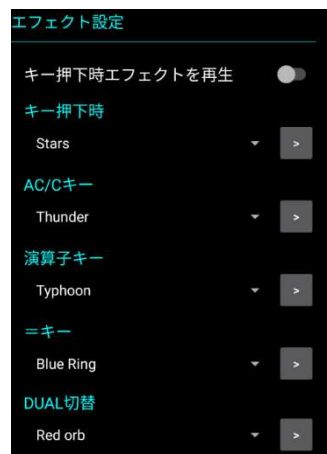 エフェクト設定
キー押下時エフェクトを再生
キー押下時
Stars
>
AC/Cキー
Thunder
>
演算子キー
Typhoon
>
＝キー
Blue Ring
>
DUAL切替
Red orb
>